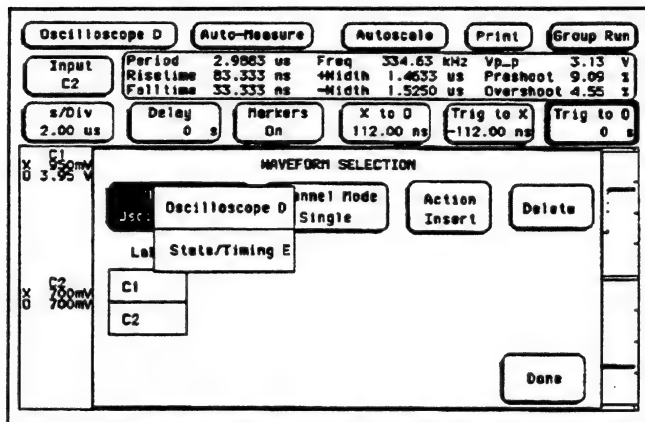 Oscilloscope D Auto-Measure Autoscale Print Group Run
Input C2
Period 2.9883 us Freq 334.63 kHz Vp_p 3.13 V
Risetime 83.333 ns +Width 1.4633 us Preshoot 9.09 %
Falltime 33.333 ns -Width 1.5250 us Overshoot 4.55 %
s/Div Delay Markers X to O Trig to X Trig to O
2.00 us 0 s On 112.00 ns -112.00 ns 0 s
C1
X 950mV
O 3.95 V
WAVEFORM SELECTION
Oscilloscope D
State/Timing E
Channel Mode
Single
Action
Insert
Delete
C1
C2
C2
X 700mV
O 700mV
Done